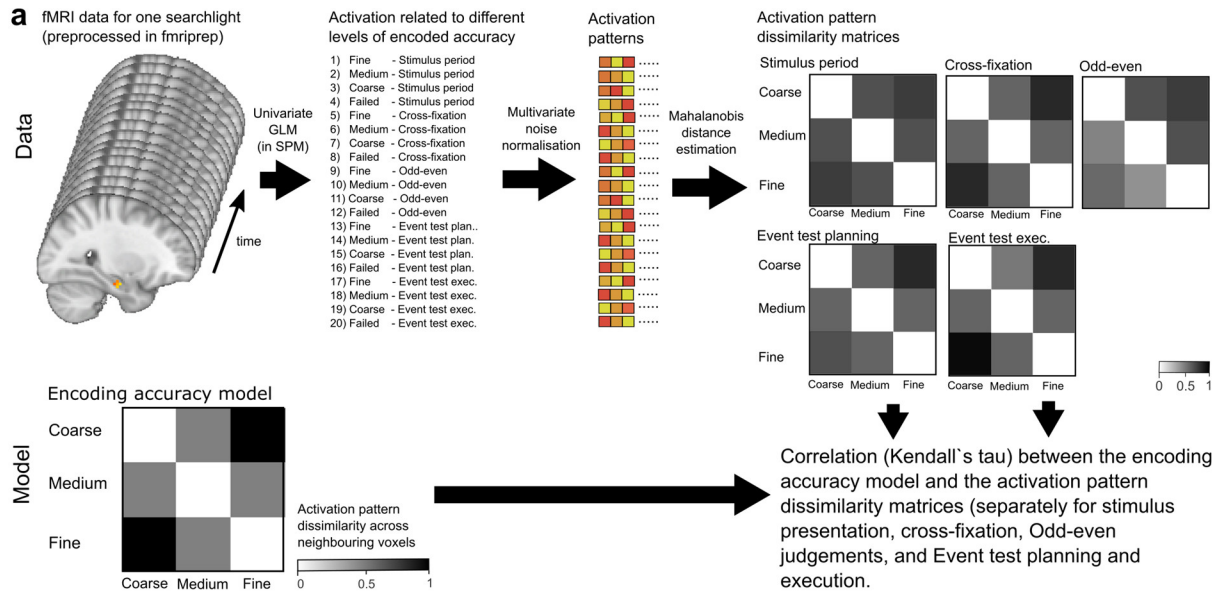 a
fMRI data for one searchlight
(preprocessed in fmriprep)
Data
time
Univariate
GLM
(in SPM)
Activation related to different
levels of encoded accuracy
1) Fine - Stimulus period
2) Medium - Stimulus period
3) Coarse - Stimulus period
4) Failed - Stimulus period
5) Fine - Cross-fixation
6) Medium - Cross-fixation
7) Coarse - Cross-fixation
8) Failed - Cross-fixation
9) Fine - Odd-even
10) Medium - Odd-even
11) Coarse - Odd-even
12) Failed - Odd-even
13) Fine - Event test plan..
14) Medium - Event test plan.
15) Coarse - Event test plan.
16) Failed - Event test plan.
17) Fine - Event test exec.
18) Medium - Event test exec.
19) Coarse - Event test exec.
20) Failed - Event test exec.
Multivariate
noise
normalisation
Activation
patterns
Mahalanobis
distance
estimation
Activation pattern
dissimilarity matrices
Stimulus period
Cross-fixation
Odd-even
Coarse
Medium
Fine
Coarse Medium Fine
Coarse Medium Fine
Event test planning
Event test exec.
Coarse
Medium
Fine
Coarse Medium Fine
Coarse Medium Fine
0 0.5 1
Model
Encoding accuracy model
Coarse
Medium
Fine
Coarse Medium Fine
Activation pattern
dissimilarity across
neighbouring voxels
0 0.5 1
Correlation (Kendall`s tau) between the encoding
accuracy model and the activation pattern
dissimilarity matrices (separately for stimulus
presentation, cross-fixation, Odd-even
judgements, and Event test planning and
execution.